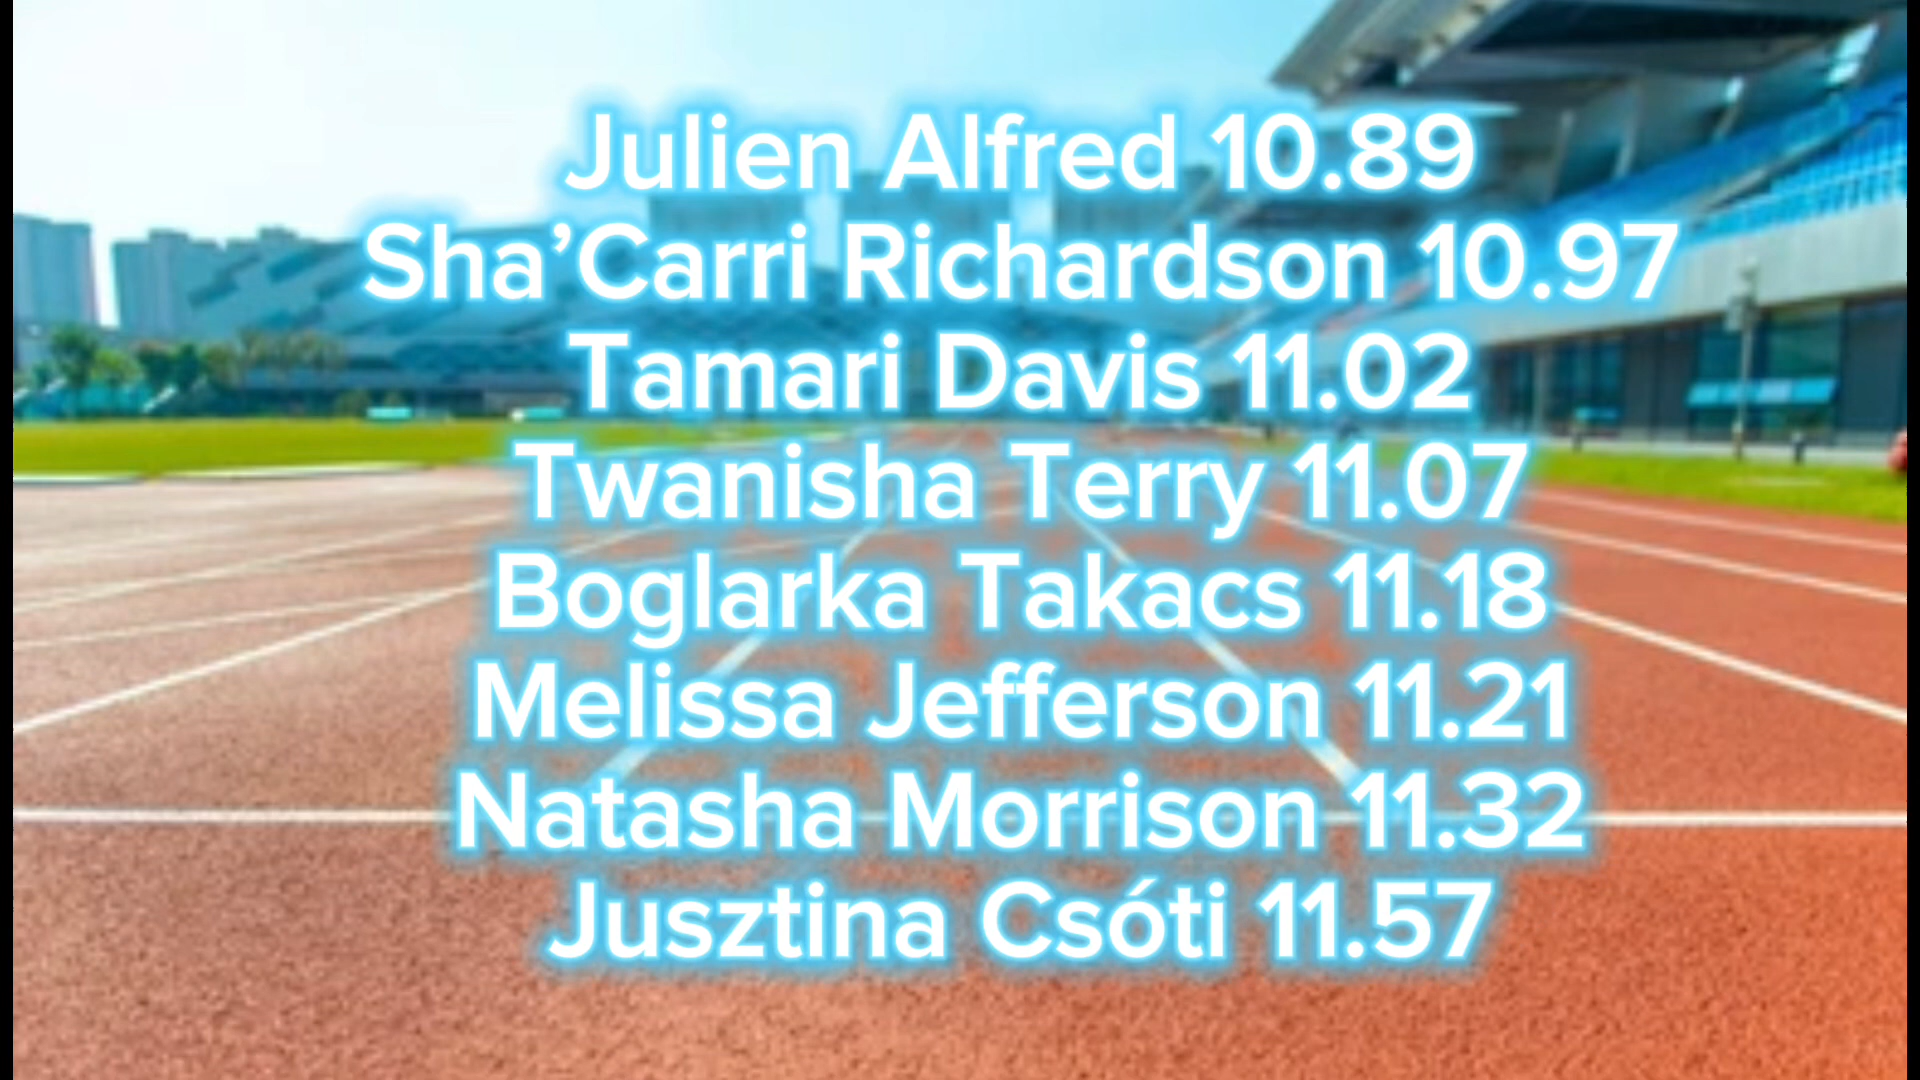 Julien Alfred 10.89
Sha’Carri Richardson 10.97
Tamari Davis 11.02
Twanisha Terry 11.07
Boglarka Takacs 11.18
Melissa Jefferson 11.21
Natasha Morrison 11.32
Jusztina Csóti 11.57